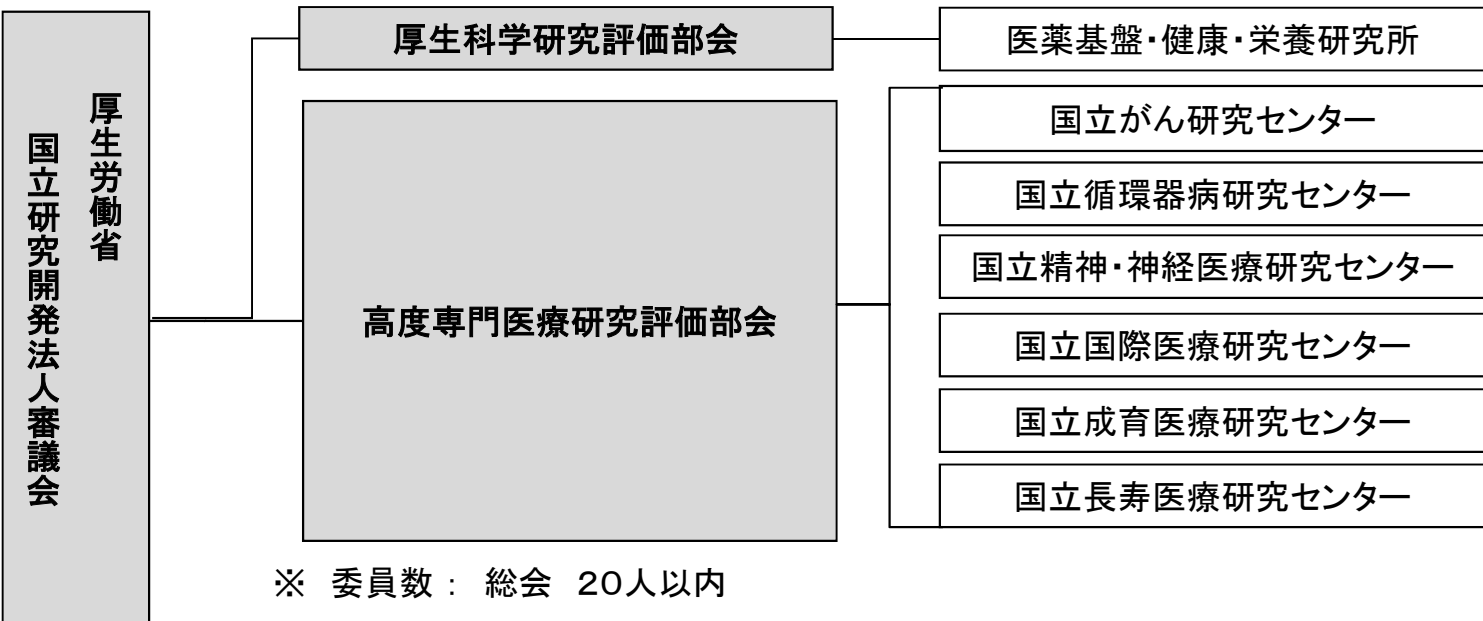 厚生労働省
国立研究開発法人審議会
厚生科学研究評価部会
医薬基盤・健康・栄養研究所
高度専門医療研究評価部会
国立がん研究センター
国立循環器病研究センター
国立精神・神経医療研究センター
国立国際医療研究センター
国立成育医療研究センター
国立長寿医療研究センター
※ 委員数： 総会 ２０人以内